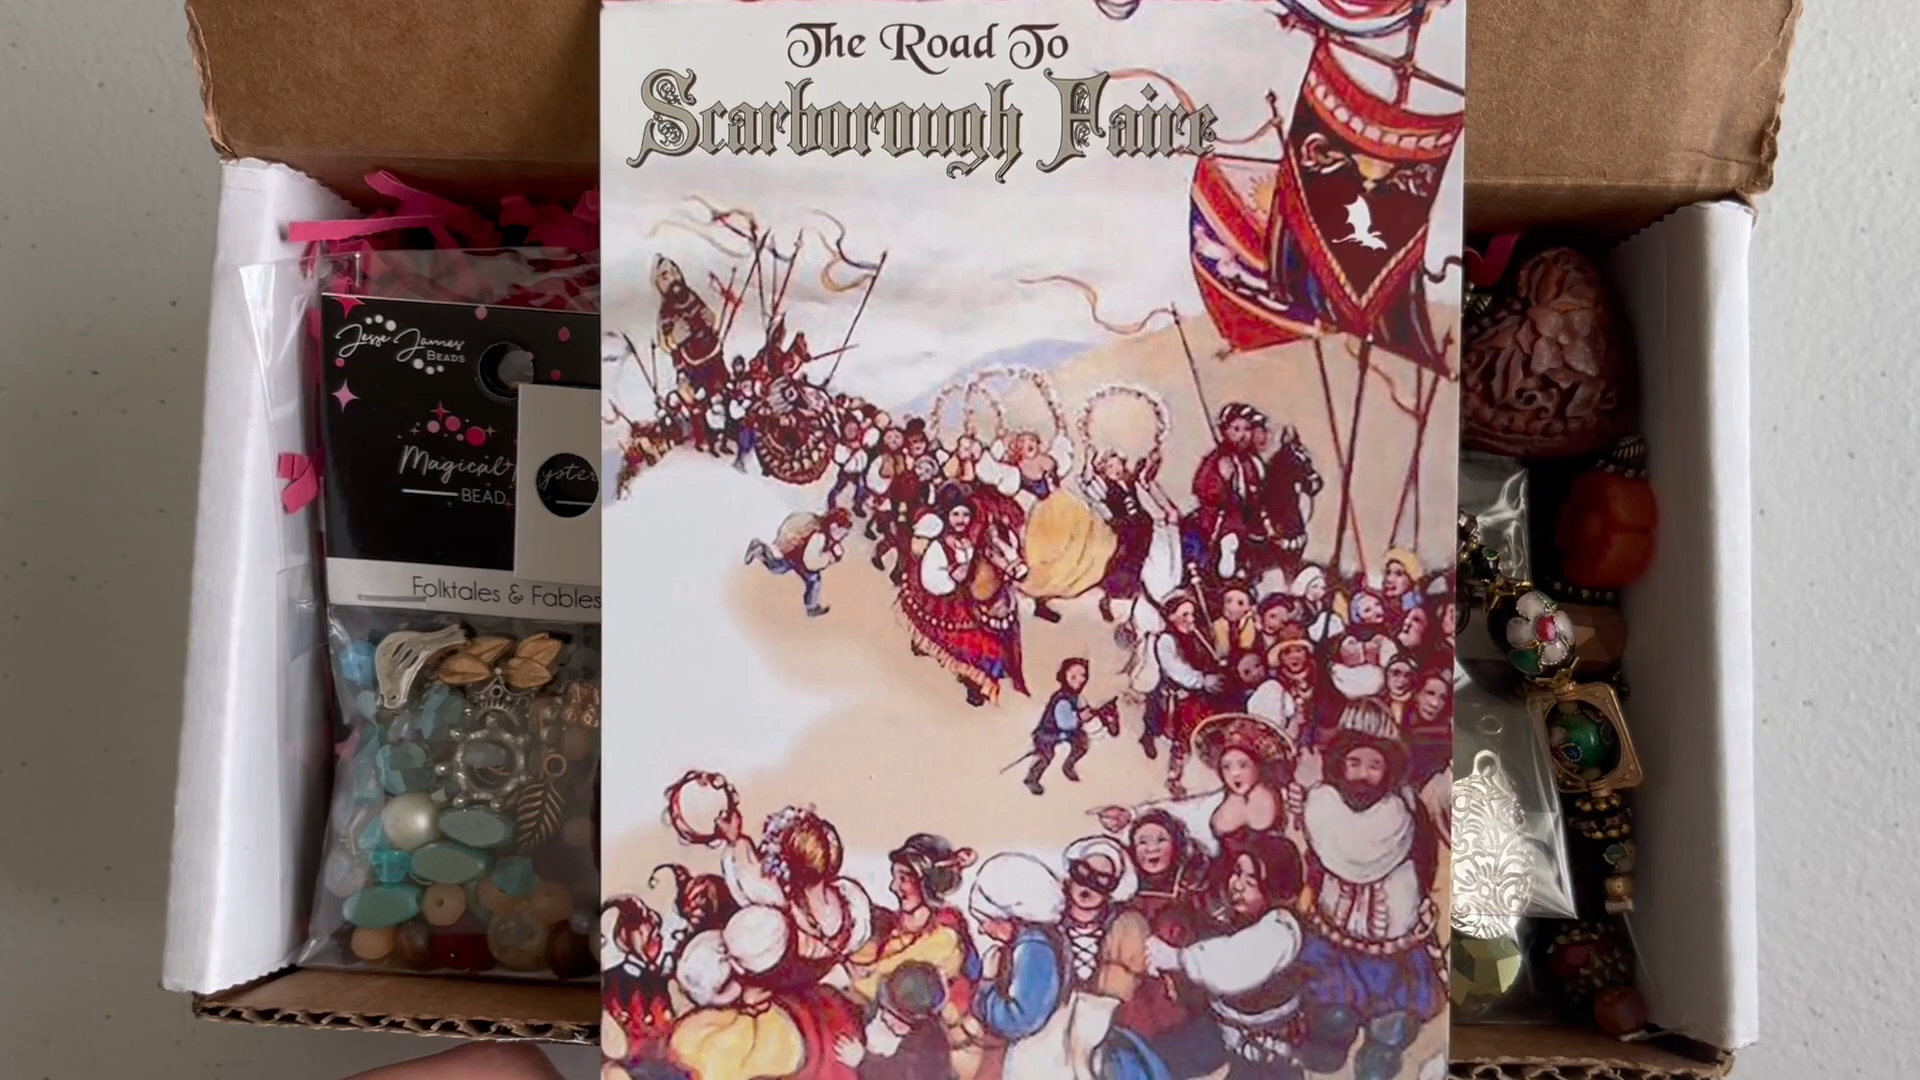 The Road To
Scarborough Faire
Jesse James
BEADS
Magical
BEAD
Folktales & Fables